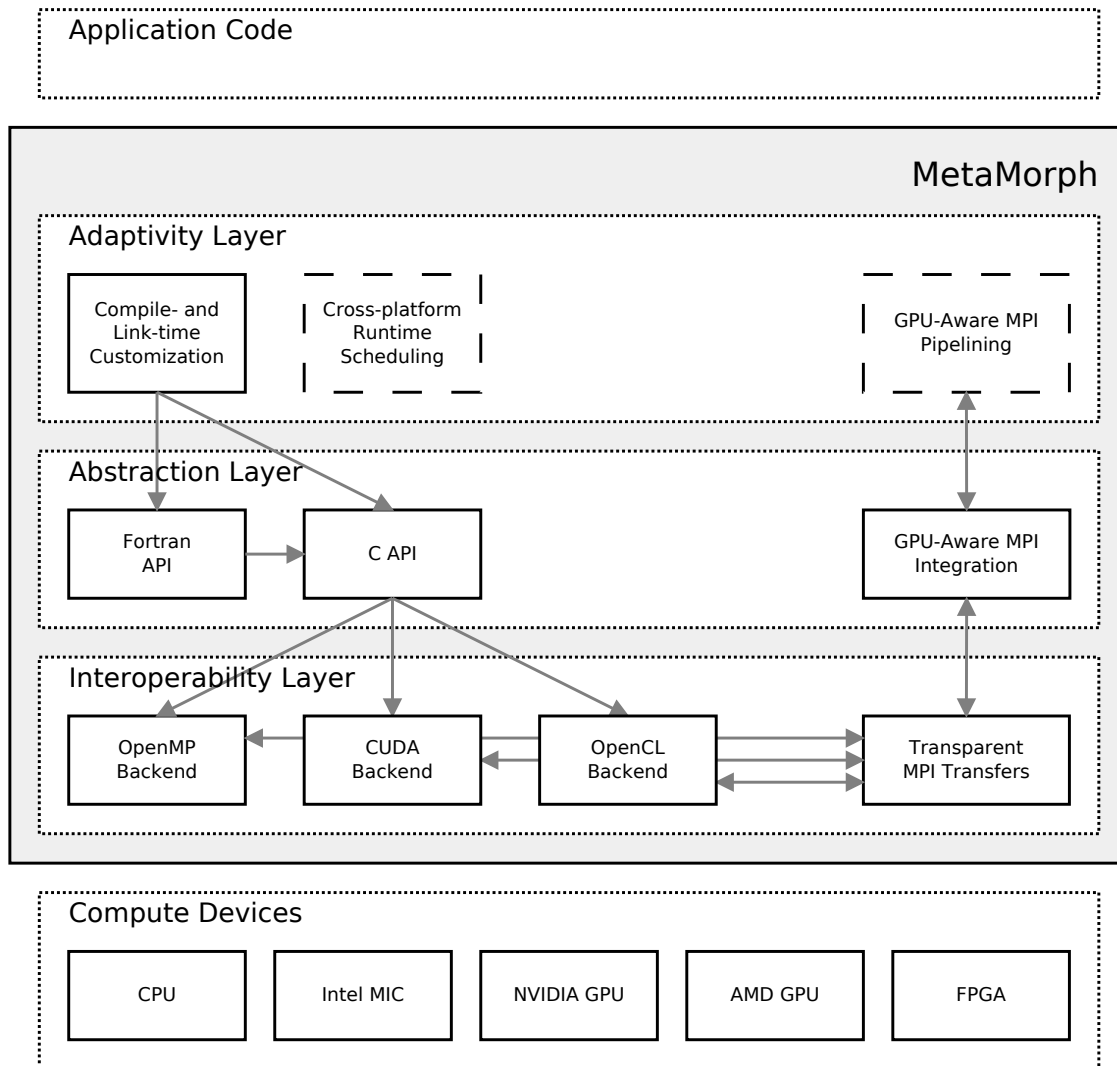 Application Code
MetaMorph
Adaptivity Layer
Compile- and
Link-time
Customization
Cross-platform
Runtime
Scheduling
GPU-Aware MPI
Pipelining
Abstraction Layer
Fortran
API
C API
GPU-Aware MPI
Integration
Interoperability Layer
OpenMP
Backend
CUDA
Backend
OpenCL
Backend
Transparent
MPI Transfers
Compute Devices
CPU
Intel MIC
NVIDIA GPU
AMD GPU
FPGA